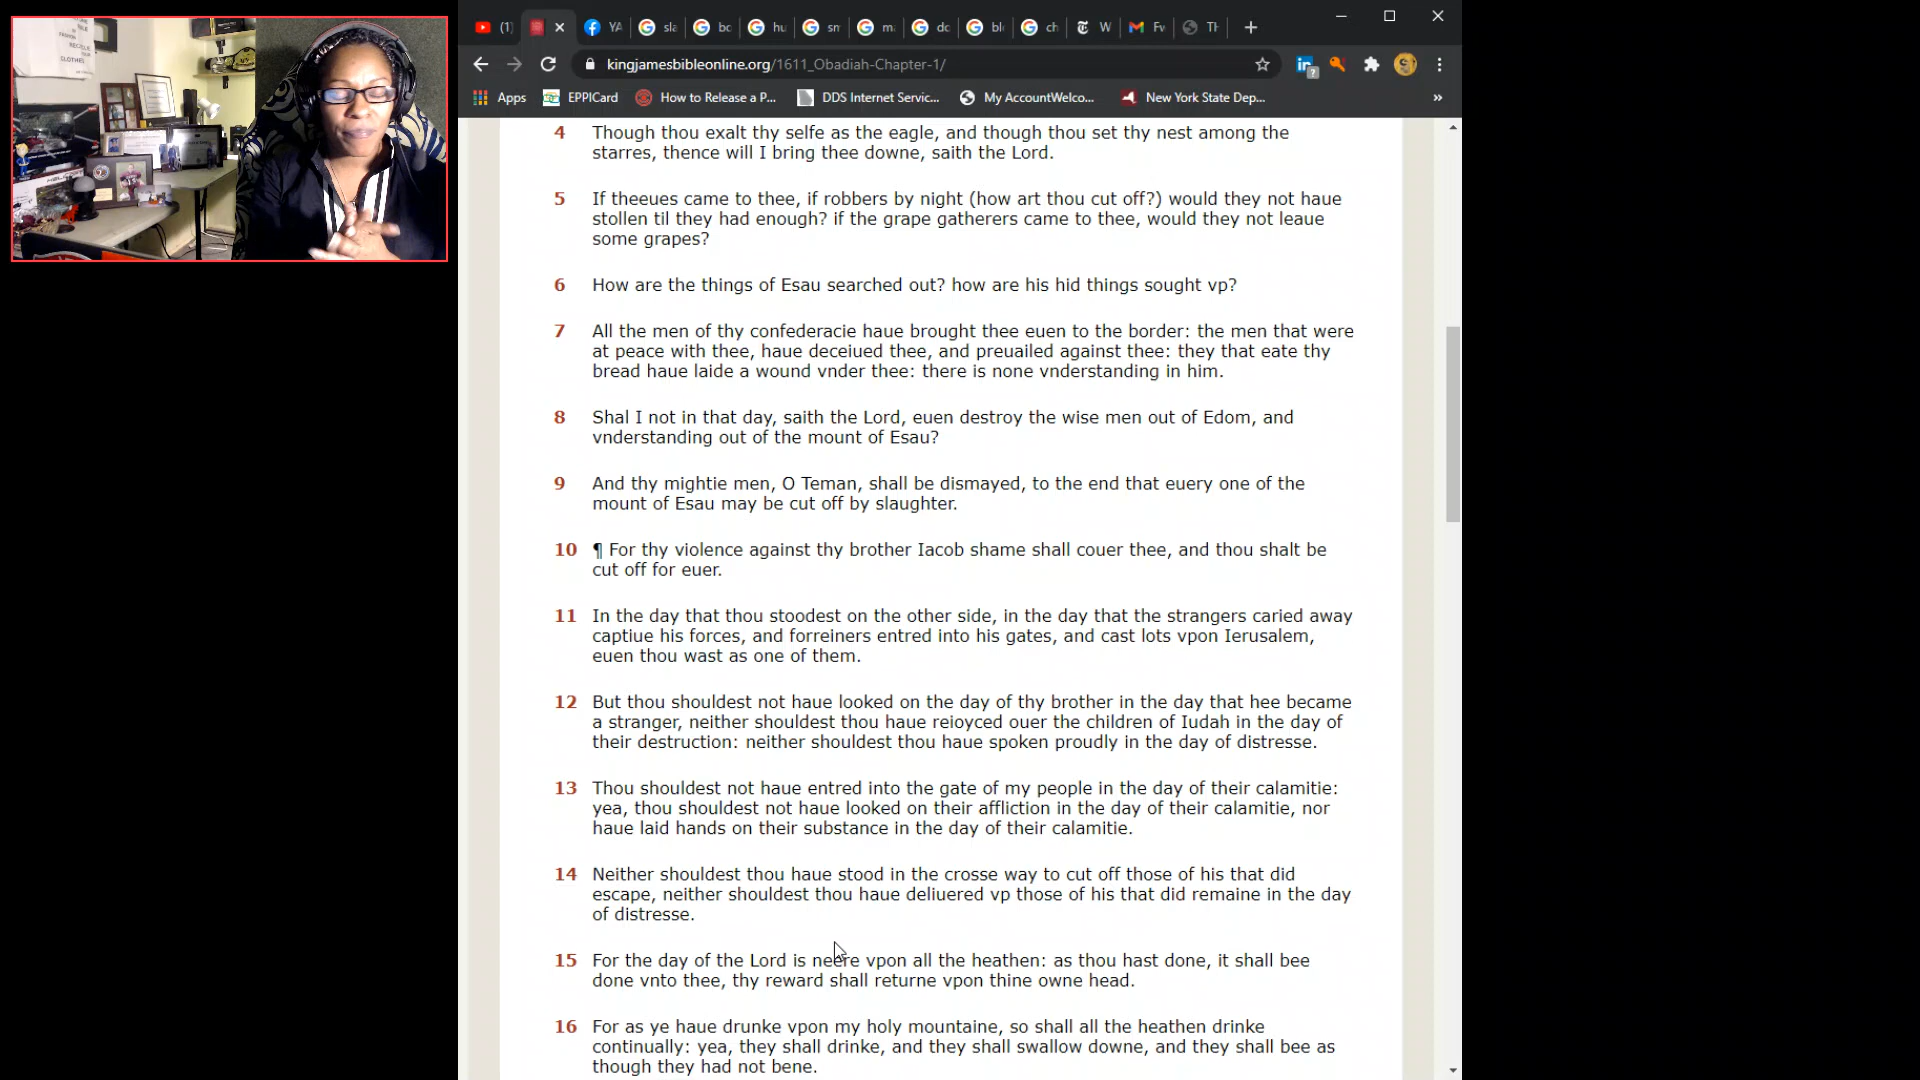 RECYCLE
CLOTHES
(1)
YA
sla
bc
hu
sn
m
dc
bl
ch
W
Fv
Tl
kingjamesbibleonline.org/1611_Obadiah-Chapter-1/
Apps
EPPICard
How to Release a P...
DDS Internet Servic...
My AccountWelco...
New York State Dep...
»
4 Though thou exalt thy selfe as the eagle, and though thou set thy nest among the
starres, thence will I bring thee downe, saith the Lord.
5 If theeues came to thee, if robbers by night (how art thou cut off?) would they not haue
stollen til they had enough? if the grape gatherers came to thee, would they not leaue
some grapes?
6 How are the things of Esau searched out? how are his hid things sought vp?
7 All the men of thy confederacie haue brought thee euen to the border: the men that were
at peace with thee, haue deceiued thee, and preuailed against thee: they that eate thy
bread haue laide a wound vnder thee: there is none vnderstanding in him.
8 Shal I not in that day, saith the Lord, euen destroy the wise men out of Edom, and
vnderstanding out of the mount of Esau?
9 And thy mightie men, O Teman, shall be dismayed, to the end that euery one of the
mount of Esau may be cut off by slaughter.
10 ¶ For thy violence against thy brother Iacob shame shall couer thee, and thou shalt be
cut off for euer.
11 In the day that thou stoodest on the other side, in the day that the strangers caried away
captiue his forces, and forreiners entred into his gates, and cast lots vpon Ierusalem,
euen thou wast as one of them.
12 But thou shouldest not haue looked on the day of thy brother in the day that hee became
a stranger, neither shouldest thou haue reioyced ouer the children of Iudah in the day of
their destruction: neither shouldest thou haue spoken proudly in the day of distresse.
13 Thou shouldest not haue entred into the gate of my people in the day of their calamitie:
yea, thou shouldest not haue looked on their affliction in the day of their calamitie, nor
haue laid hands on their substance in the day of their calamitie.
14 Neither shouldest thou haue stood in the crosse way to cut off those of his that did
escape, neither shouldest thou haue deliuered vp those of his that did remaine in the day
of distresse.
15 For the day of the Lord is neere vpon all the heathen: as thou hast done, it shall bee
done vnto thee, thy reward shall returne vpon thine owne head.
16 For as ye haue drunke vpon my holy mountaine, so shall all the heathen drinke
continually: yea, they shall drinke, and they shall swallow downe, and they shall bee as
though they had not bene.